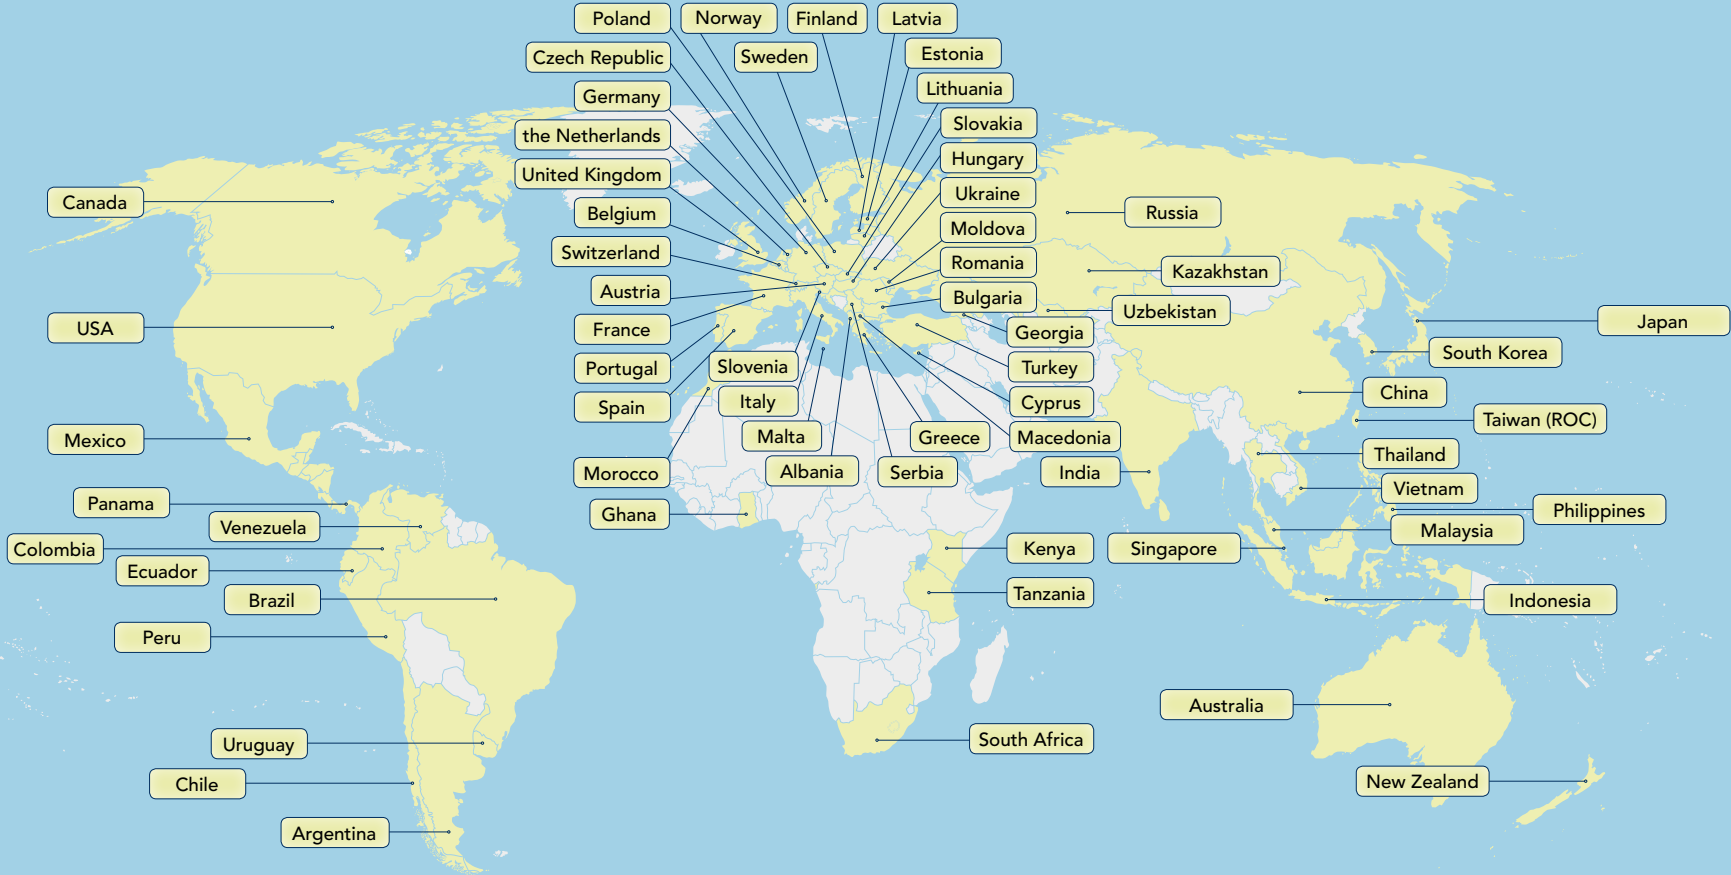 Poland
Norway
Finland
Latvia
Czech Republic
Sweden
Estonia
Germany
Lithuania
the Netherlands
Slovakia
United Kingdom
Hungary
Canada
Belgium
Ukraine
Russia
Switzerland
Moldova
Austria
Romania
Kazakhstan
USA
France
Bulgaria
Uzbekistan
Japan
Portugal
Slovenia
Georgia
South Korea
Spain
Italy
Turkey
China
Mexico
Malta
Greece
Cyprus
Macedonia
Taiwan (ROC)
Morocco
Albania
Serbia
India
Thailand
Panama
Ghana
Vietnam
Venezuela
Philippines
Malaysia
Colombia
Kenya
Singapore
Ecuador
Brazil
Tanzania
Indonesia
Peru
Australia
Uruguay
South Africa
Chile
New Zealand
Argentina